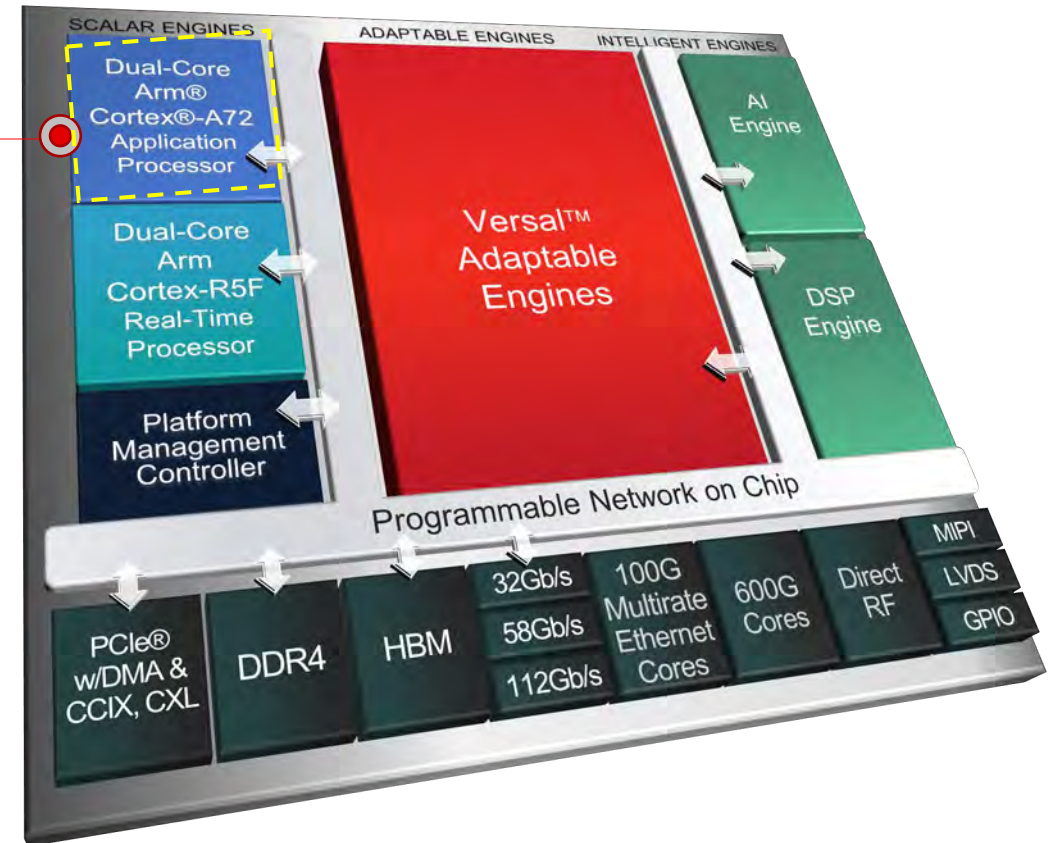 SCALAR ENGINES
ADAPTABLE ENGINES
INTELLIGENT ENGINES
Dual-Core
Arm®
Cortex®-A72
Application
Processor
Dual-Core
Arm
Cortex-R5F
Real-Time
Processor
Platform
Management
Controller
Versal™
Adaptable
Engines
AI
Engine
DSP
Engine
Programmable Network on Chip
PCIe®
w/DMA &
CCIX, CXL
DDR4
HBM
32Gb/s
58Gb/s
112Gb/s
100G
Multirate
Ethernet
Cores
600G
Cores
Direct
RF
MIPI
LVDS
GPIO